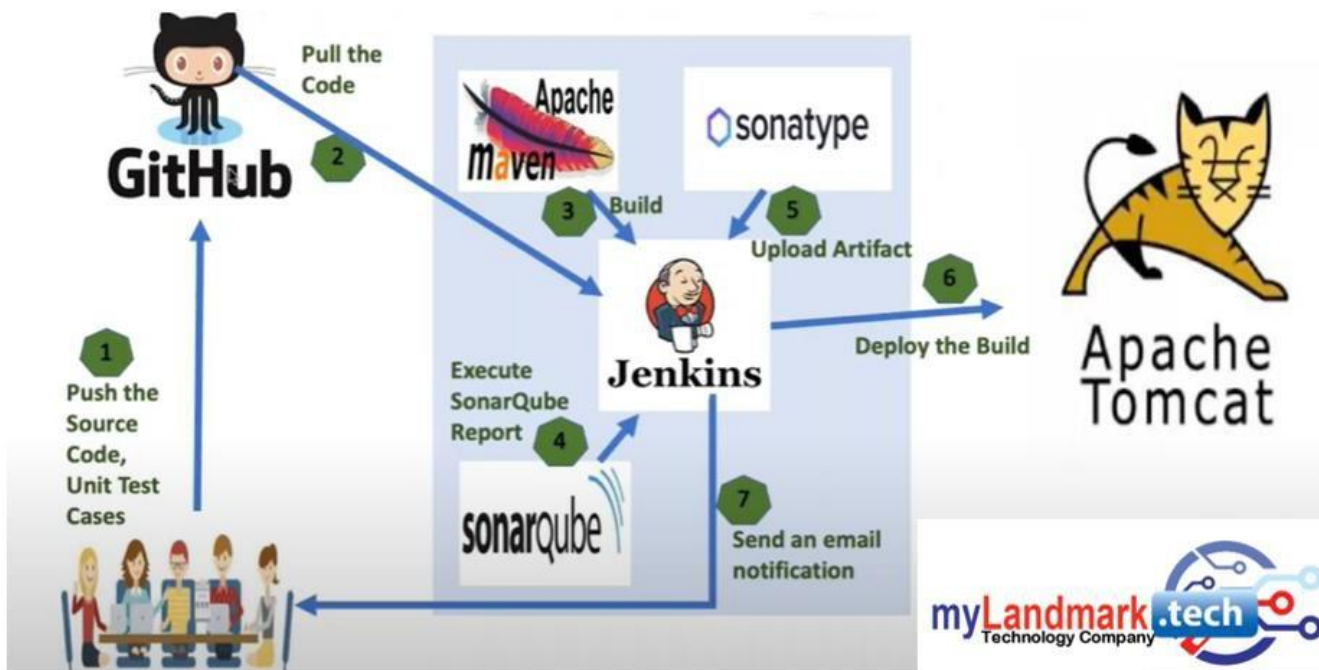 Pull the
Code
2
GitHub
Apache
maven
3
Build
sonatype
5
Upload Artifact
6
Deploy the Build
Apache
Tomcat
Jenkins
1
Push the
Source
Code,
Unit Test
Cases
Execute
SonarQube
Report
4
sonarqube
7
Send an email
notification
myLandmark.tech
Technology Company